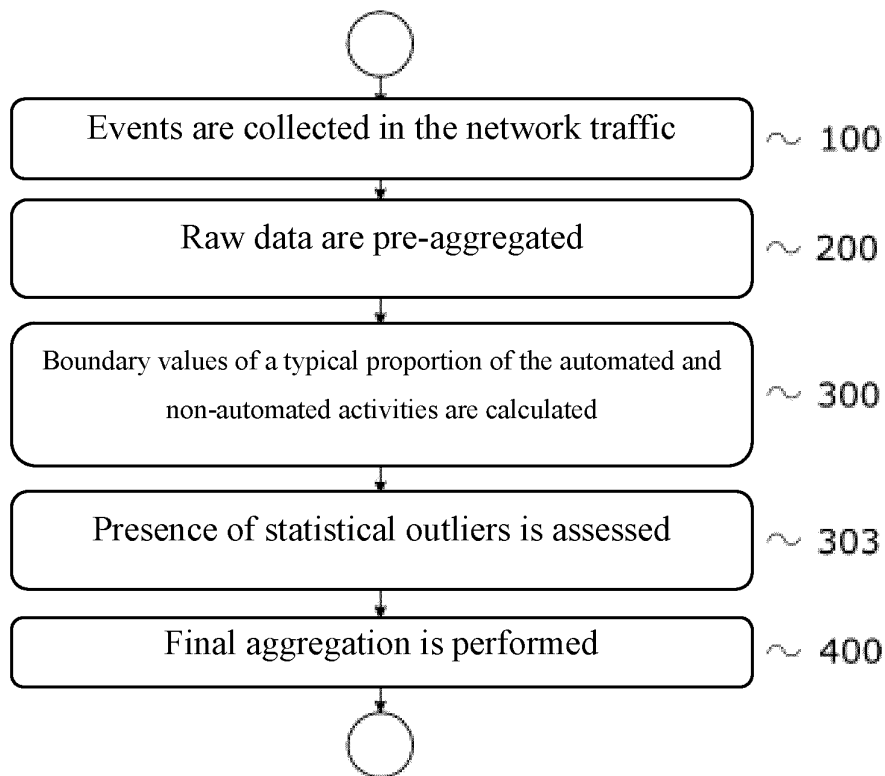 Events are collected in the network traffic
~ 100
Raw data are pre-aggregated
~ 200
Boundary values of a typical proportion of the automated and
non-automated activities are calculated
~ 300
Presence of statistical outliers is assessed
~ 303
Final aggregation is performed
~ 400